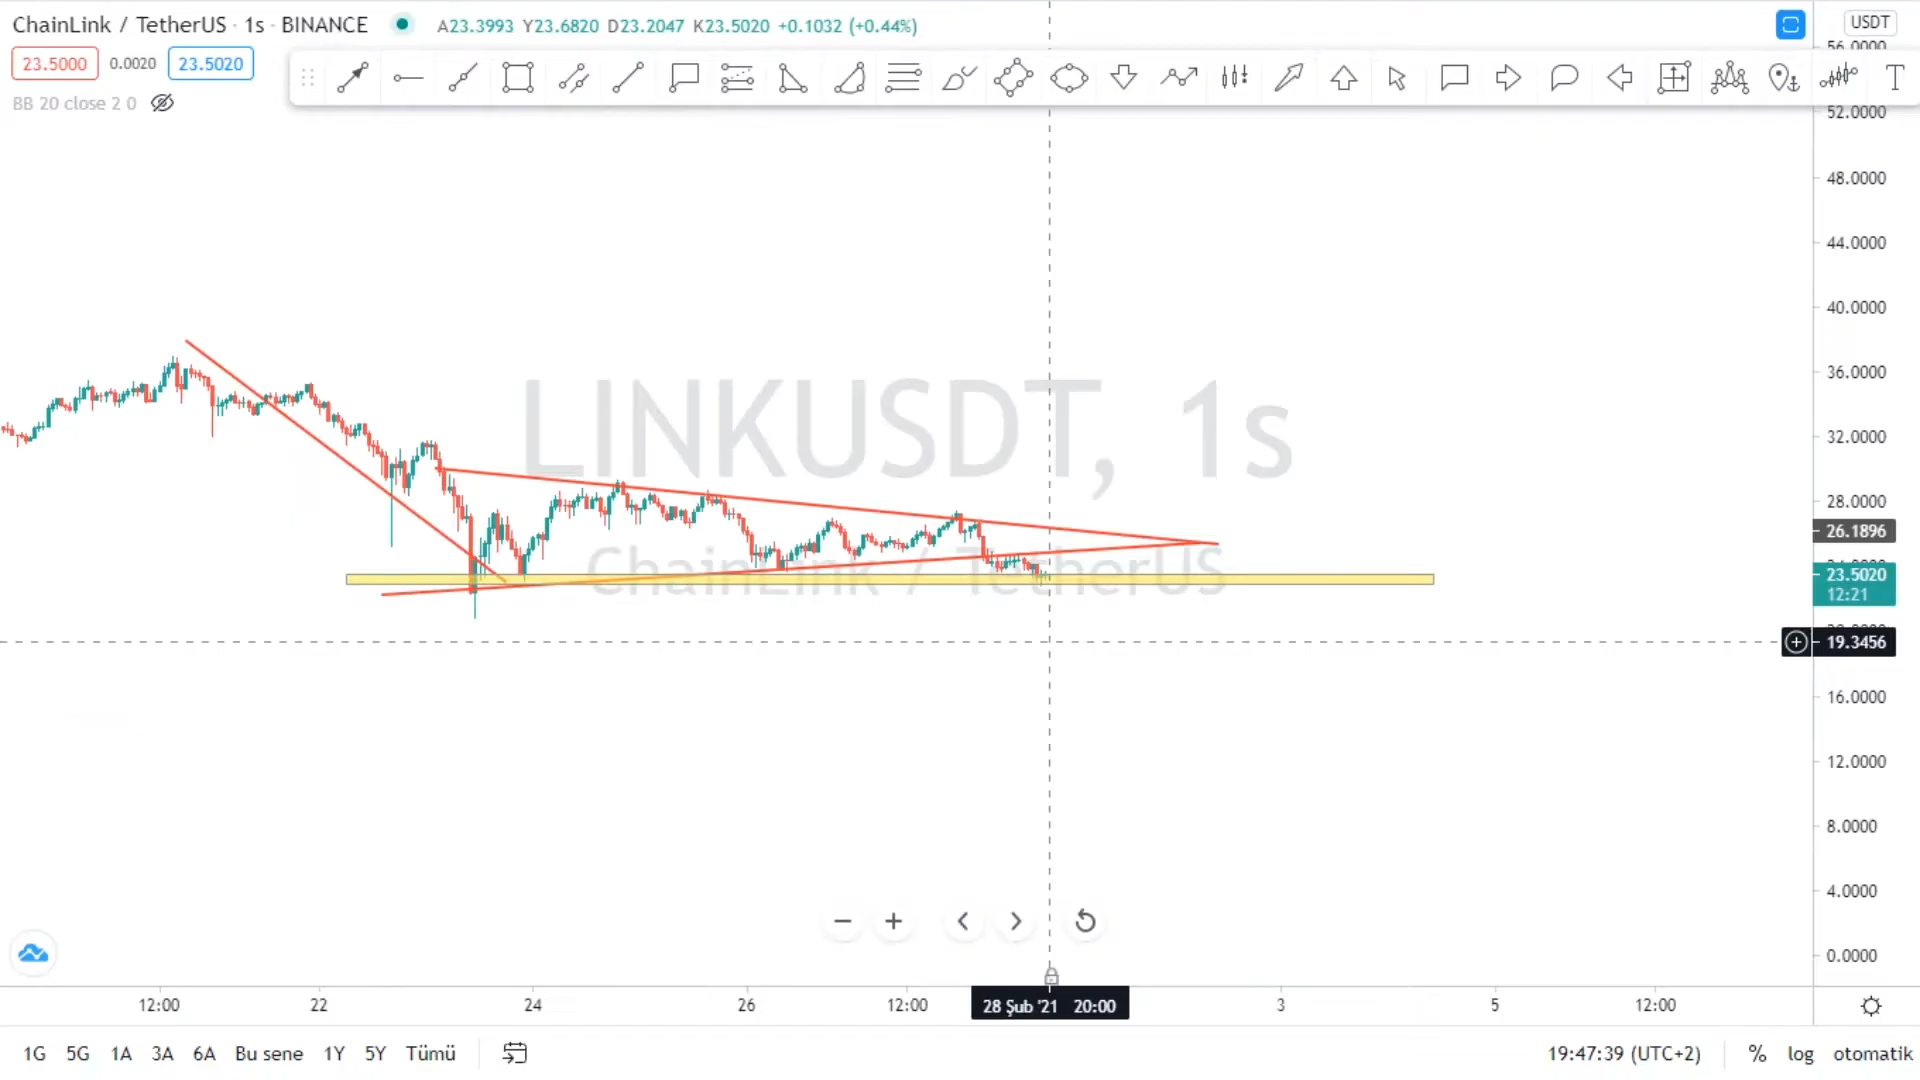 ChainLink / TetherUS · 1s · BINANCE A23.3993 Y23.6820 D23.2047 K23.5020 +0.1032 (+0.44%)
USDT
23.5000 0.0020 23.5020
BB 20 close 2 0
T
56.0000
52.0000
48.0000
44.0000
40.0000
36.0000
32.0000
28.0000
LINKUSDT, 1s
ChainLink / TetherUS
26.1896
23.5020
12:21
19.3456
16.0000
12.0000
8.0000
4.0000
0.0000
12:00 22 24 26 12:00 28 Şub '21 20:00 3 5 12:00
1G 5G 1A 3A 6A Bu sene 1Y 5Y Tümü 19:47:39 (UTC+2) % log otomatik